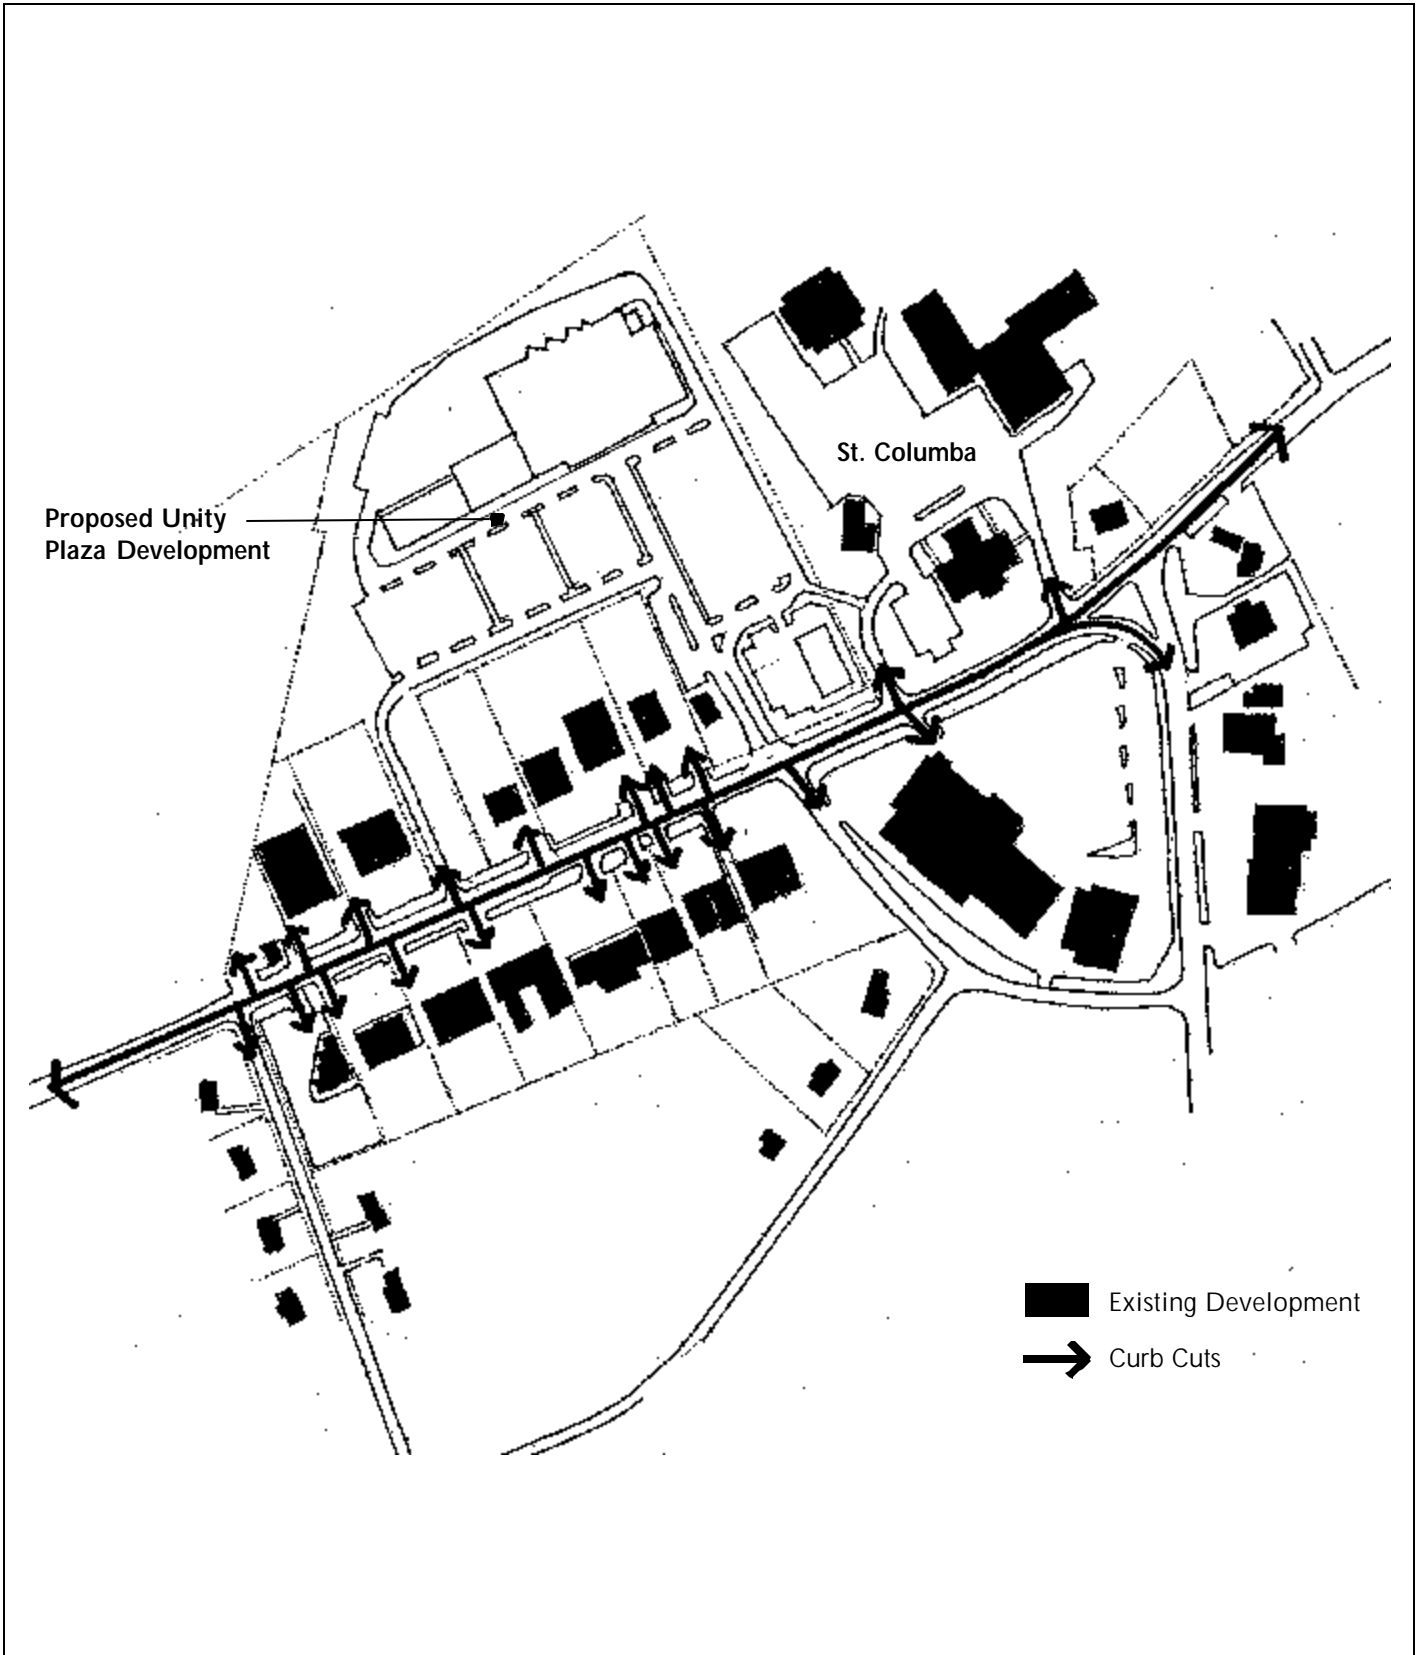 St. Columba
Proposed Unity
Plaza Development
Existing Development
Curb Cuts